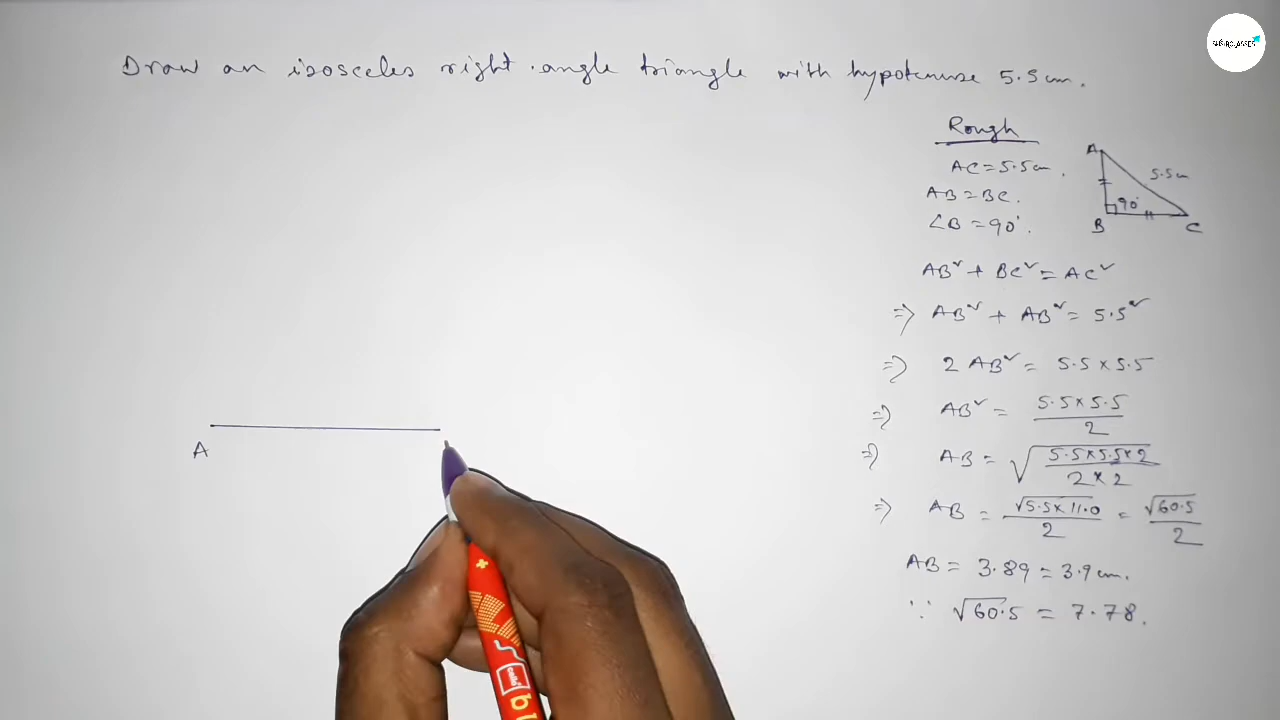 Draw an isosceles right angle triangle with hypotenuse 5.5 cm.
SHSIRCLASSES
Rough
AC = 5.5 cm.
AB = BC.
∠B = 90°.
A
5.5 cm
90°
B
C
AB² + BC² = AC²
⇒ AB² + AB² = 5.5²
⇒ 2 AB² = 5.5 × 5.5
⇒ AB² = 5.5 × 5.5 / 2
⇒ AB = √(5.5 × 5.5 × 2 / 2 × 2)
⇒ AB = √5.5 × 11.0 / 2 = √60.5 / 2
AB = 3.89 = 3.9 cm.
∵ √60.5 = 7.78.
A
cello
b